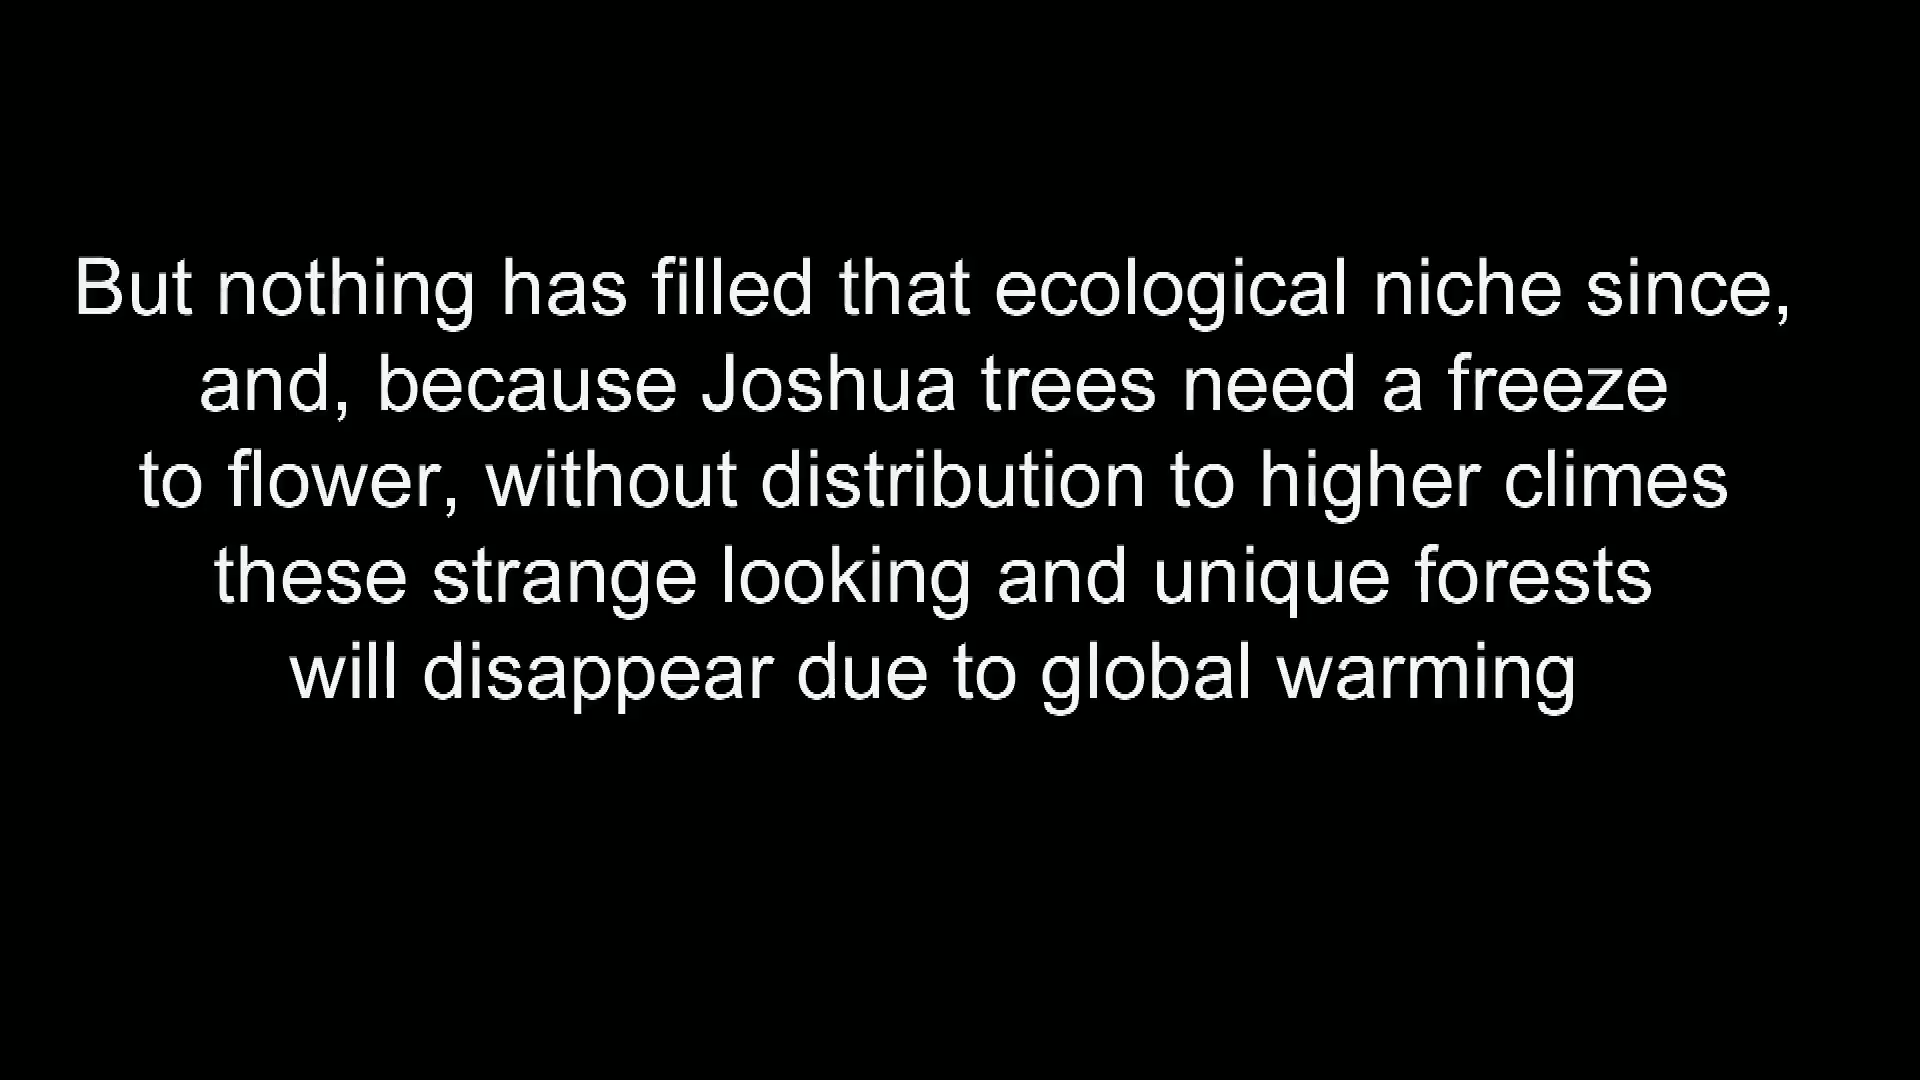 But nothing has filled that ecological niche since,
and, because Joshua trees need a freeze
to flower, without distribution to higher climes
these strange looking and unique forests
will disappear due to global warming